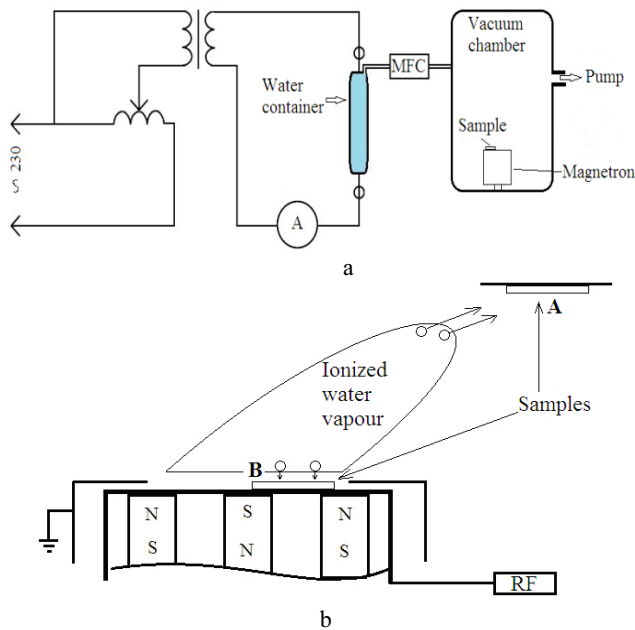 Vacuum
chamber
MFC
Pump
Water
container
Sample
Magnetron
230
A
a
A
Ionized
water
vapour
Samples
B
N S N
S N S
RF
b